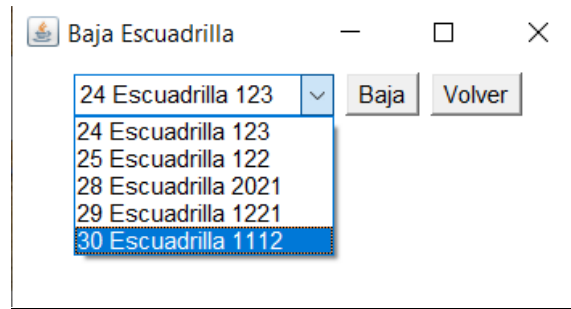 Baja Escuadrilla
24 Escuadrilla 123 Baja Volver
24 Escuadrilla 123
25 Escuadrilla 122
28 Escuadrilla 2021
29 Escuadrilla 1221
30 Escuadrilla 1112